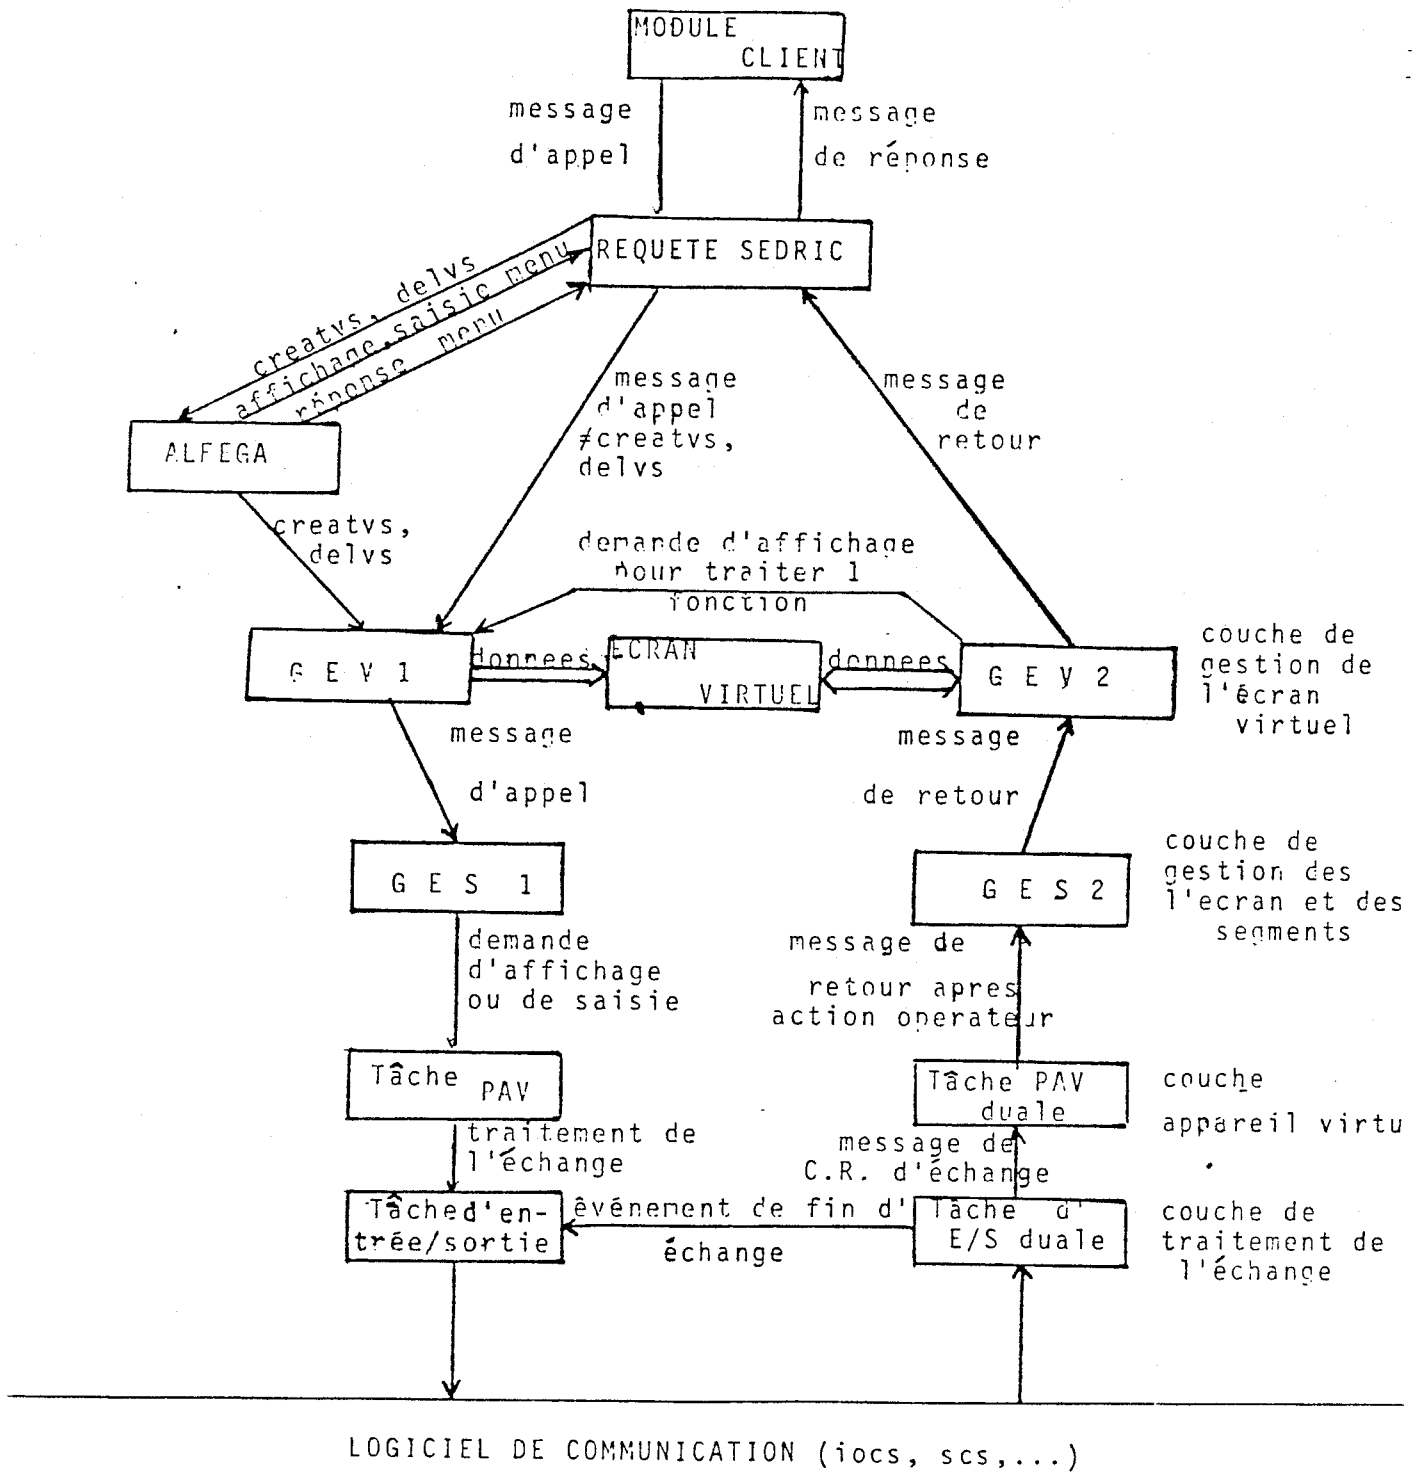 MODULE
CLIENT
message
d'appel
message
de réponse
REQUETE SEDRIC
creatvs, delvs
affichage,saisie menu
réponse menu
ALFEGA
creatvs,
delvs
message
d'appel
≠creatvs,
delvs
message
de
retour
demande d'affichage
pour traiter 1
fonction
G E V 1
donnees
ECRAN
VIRTUEL
donnees
G E V 2
couche de
gestion de
l'écran
virtuel
message
d'appel
message
de retour
G E S 1
G E S 2
couche de
gestion des
l'ecran et des
segments
demande
d'affichage
ou de saisie
message de
retour apres
action operateur
Tâche PAV
Tâche PAV
duale
couche
appareil virtu
traitement de
l'échange
message de
C.R. d'échange
Tâche d'en-
trée/sortie
événement de fin d'
échange
Tâche d'
E/S duale
couche de
traitement de
l'échange
LOGICIEL DE COMMUNICATION (iocs, scs,...)